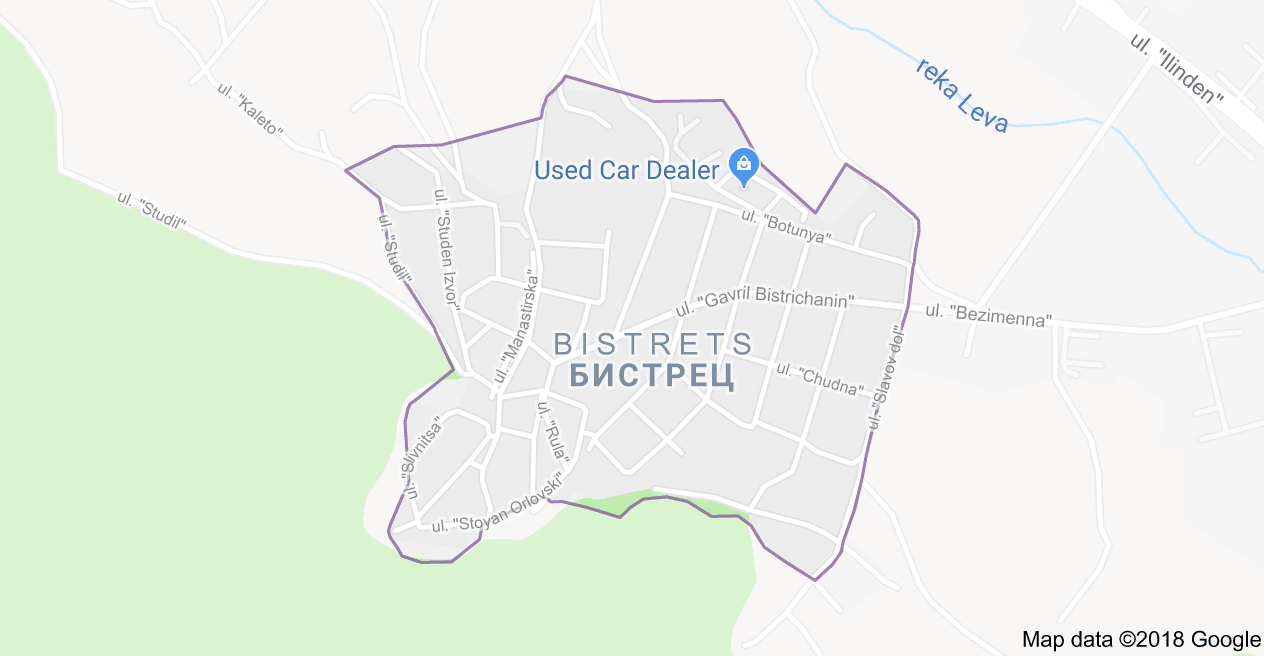 ul. "Ilinden"
reka Leva
ul. "Kaleto"
Used Car Dealer
ul. "Studil"
ul. "Studil"
ul. "Studen Izvor"
ul. "Botunya"
ul. "Manastirska"
ul. "Gavril Bistrichanin"
ul. "Bezimenna"
BISTRETS
БИСТРЕЦ
ul. "Chudna"
ul. "Slavov dol"
ul. "Slivnitsa"
ul. "Rula"
ul. "Stoyan Orlovski"
Map data ©2018 Google